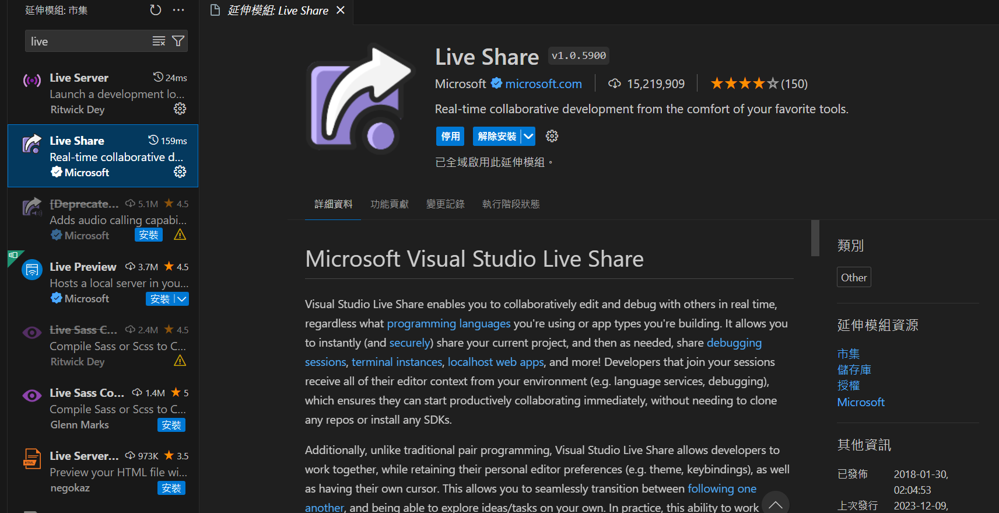 延伸模組: 市集
延伸模組: Live Share
live
Live Server 24ms
Launch a development lo...
Ritwick Dey
Live Share 159ms
Real-time collaborative d...
Microsoft
[Deprecate... 5.1M 4.5
Adds audio calling capabi...
Microsoft 安裝
Live Preview 3.7M 4.5
Hosts a local server in you...
Microsoft 安裝
Live Sass C... 2.4M 4.5
Compile Sass or Scss to C...
Ritwick Dey
Live Sass Co... 1.4M 5
Compile Sass or Scss to C...
Glenn Marks 安裝
Live Server... 973K 3.5
Preview your HTML file wi...
negokaz 安裝
Live Share v1.0.5900
Microsoft microsoft.com 15,219,909 (150)
Real-time collaborative development from the comfort of your favorite tools.
停用 解除安裝
已全域啟用此延伸模組。
詳細資料 功能貢獻 變更記錄 執行階段狀態
Microsoft Visual Studio Live Share
Visual Studio Live Share enables you to collaboratively edit and debug with others in real time,
regardless what programming languages you're using or app types you're building. It allows you
to instantly (and securely) share your current project, and then as needed, share debugging
sessions, terminal instances, localhost web apps, and more! Developers that join your sessions
receive all of their editor context from your environment (e.g. language services, debugging),
which ensures they can start productively collaborating immediately, without needing to clone
any repos or install any SDKs.
Additionally, unlike traditional pair programming, Visual Studio Live Share allows developers to
work together, while retaining their personal editor preferences (e.g. theme, keybindings), as well
as having their own cursor. This allows you to seamlessly transition between following one
another, and being able to explore ideas/tasks on your own. In practice, this ability to work
類別
Other
延伸模組資源
市集
儲存庫
授權
Microsoft
其他資訊
已發佈 2018-01-30,
02:04:53
上次發行 2023-12-09,